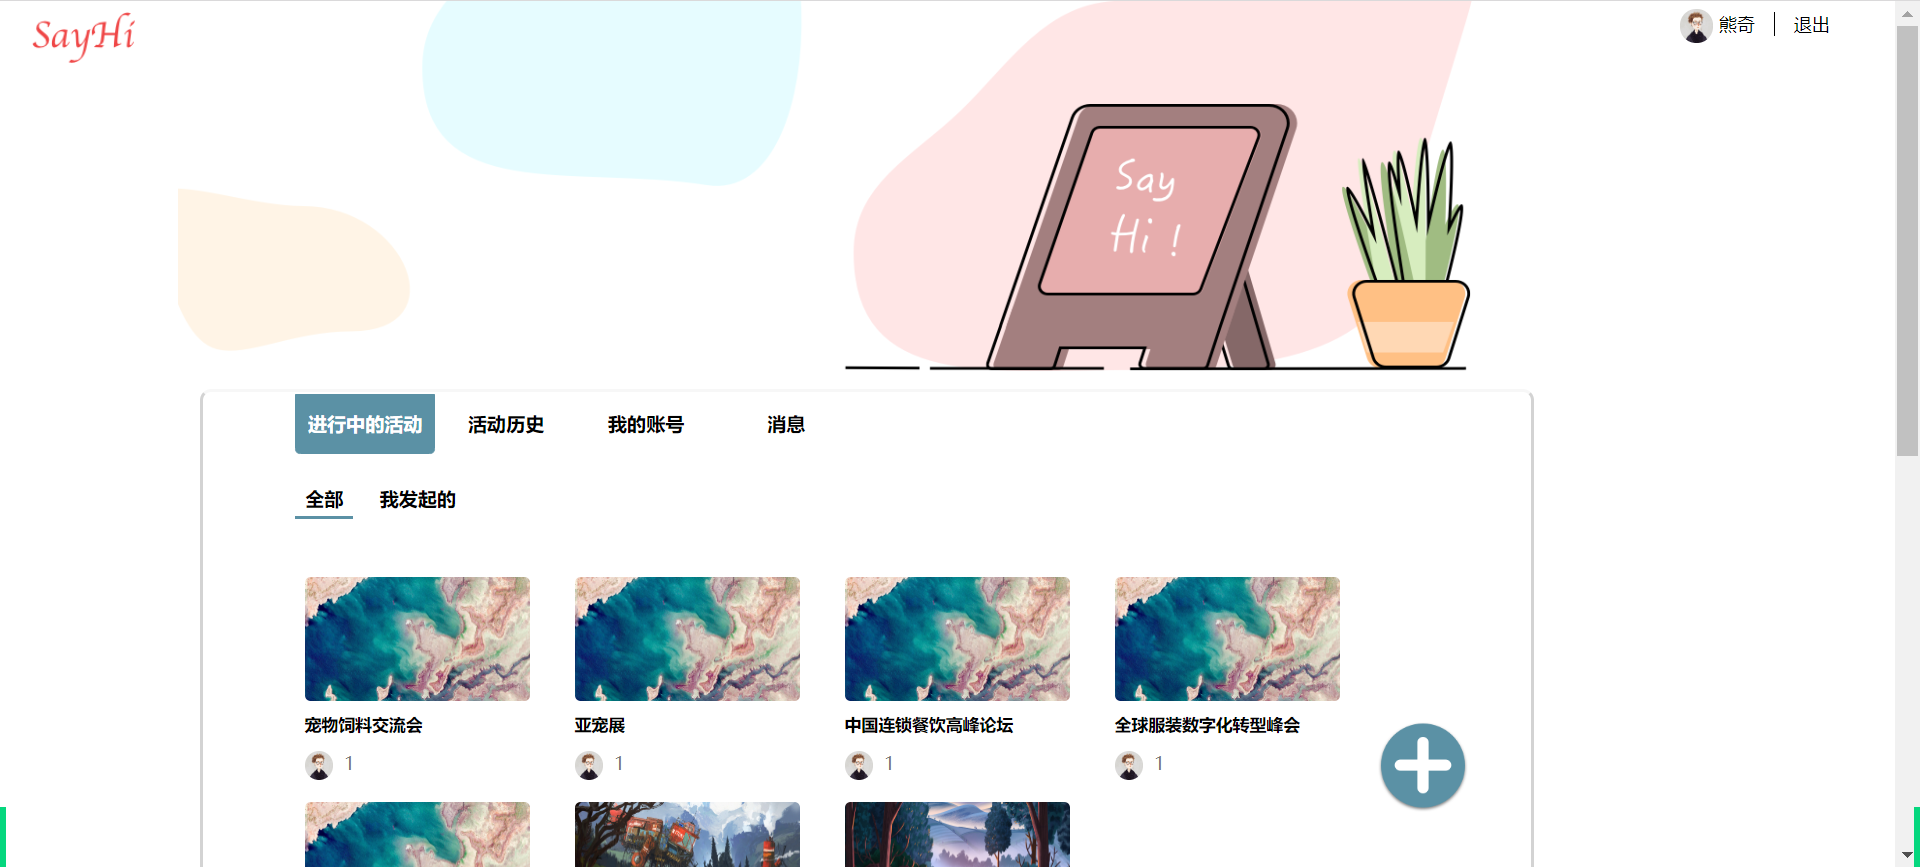 SayHi
熊奇
退出
Say
Hi !
进行中的活动
活动历史
我的账号
消息
全部
我发起的
宠物饲料交流会
亚宠展
中国连锁餐饮高峰论坛
全球服装数字化转型峰会
1
1
1
1